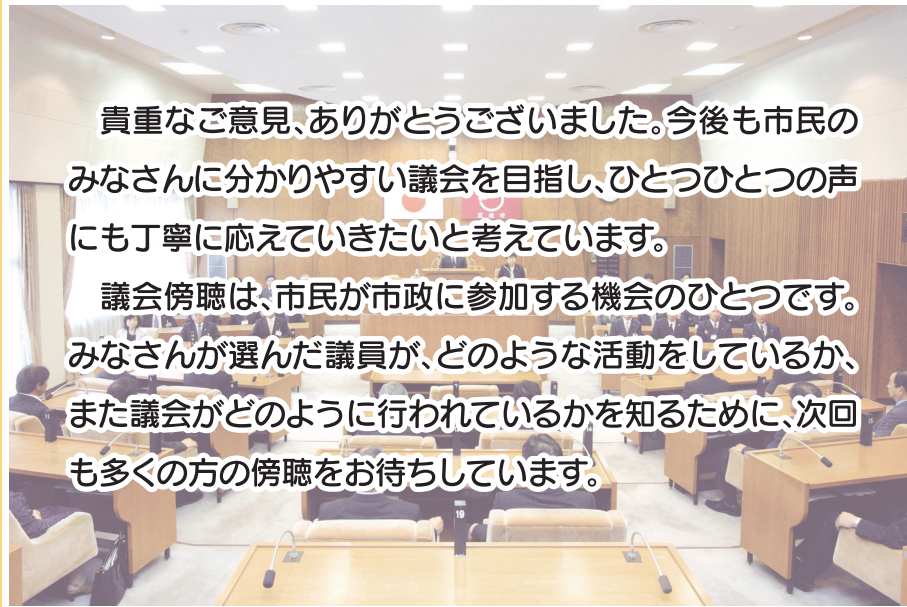 貴重なご意見、ありがとうございました。今後も市民の
みなさんに分かりやすい議会を目指し、ひとつひとつの声
にも丁寧に応えていきたいと考えています。
　議会傍聴は、市民が市政に参加する機会のひとつです。
みなさんが選んだ議員が、どのような活動をしているか、
また議会がどのように行われているかを知るために、次回
も多くの方の傍聴をお待ちしています。
19